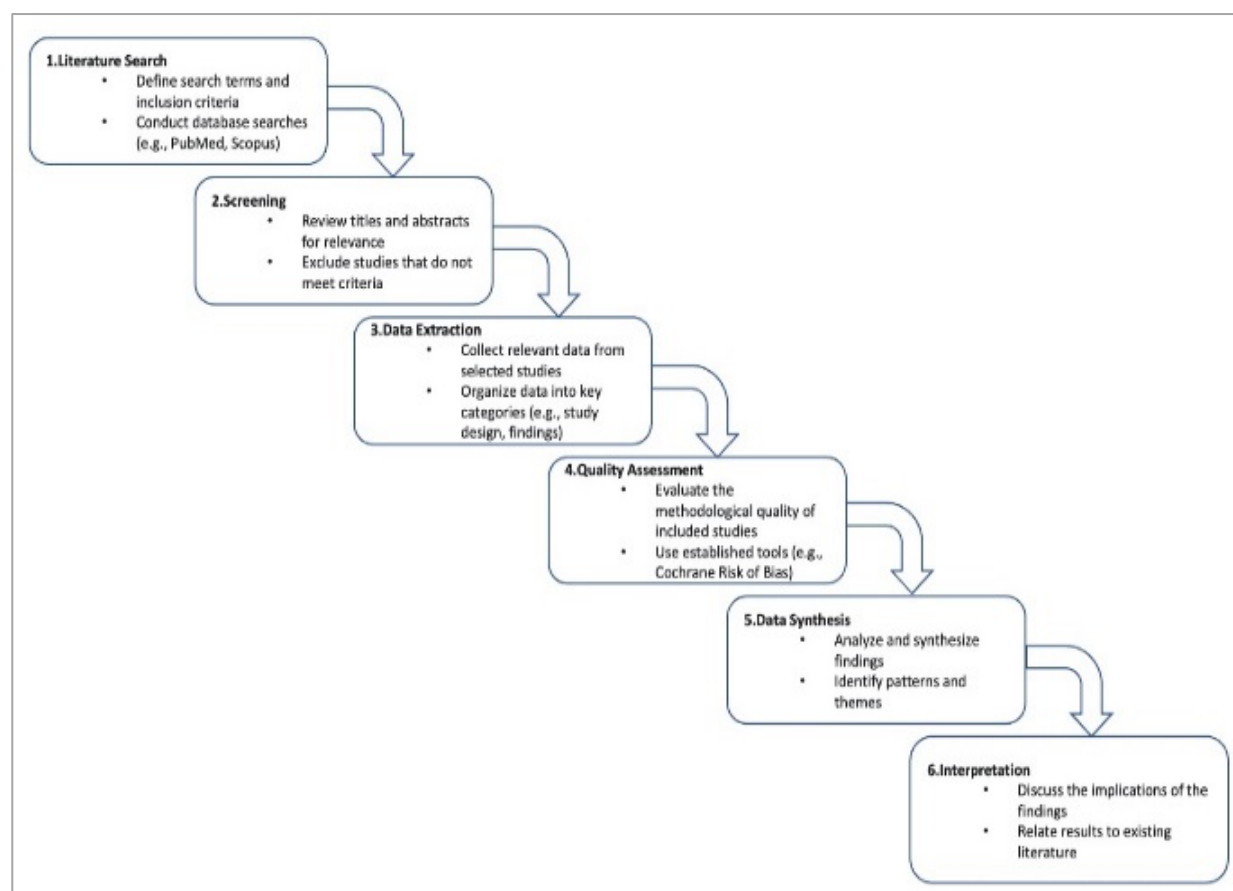 1.Literature Search
• Define search terms and
inclusion criteria
• Conduct database searches
(e.g., PubMed, Scopus)
2.Screening
• Review titles and abstracts
for relevance
• Exclude studies that do not
meet criteria
3.Data Extraction
• Collect relevant data from
selected studies
• Organize data into key
categories (e.g., study
design, findings)
4.Quality Assessment
• Evaluate the
methodological quality of
included studies
• Use established tools (e.g.,
Cochrane Risk of Bias)
5.Data Synthesis
• Analyze and synthesize
findings
• Identify patterns and
themes
6.Interpretation
• Discuss the implications of the
findings
• Relate results to existing
literature